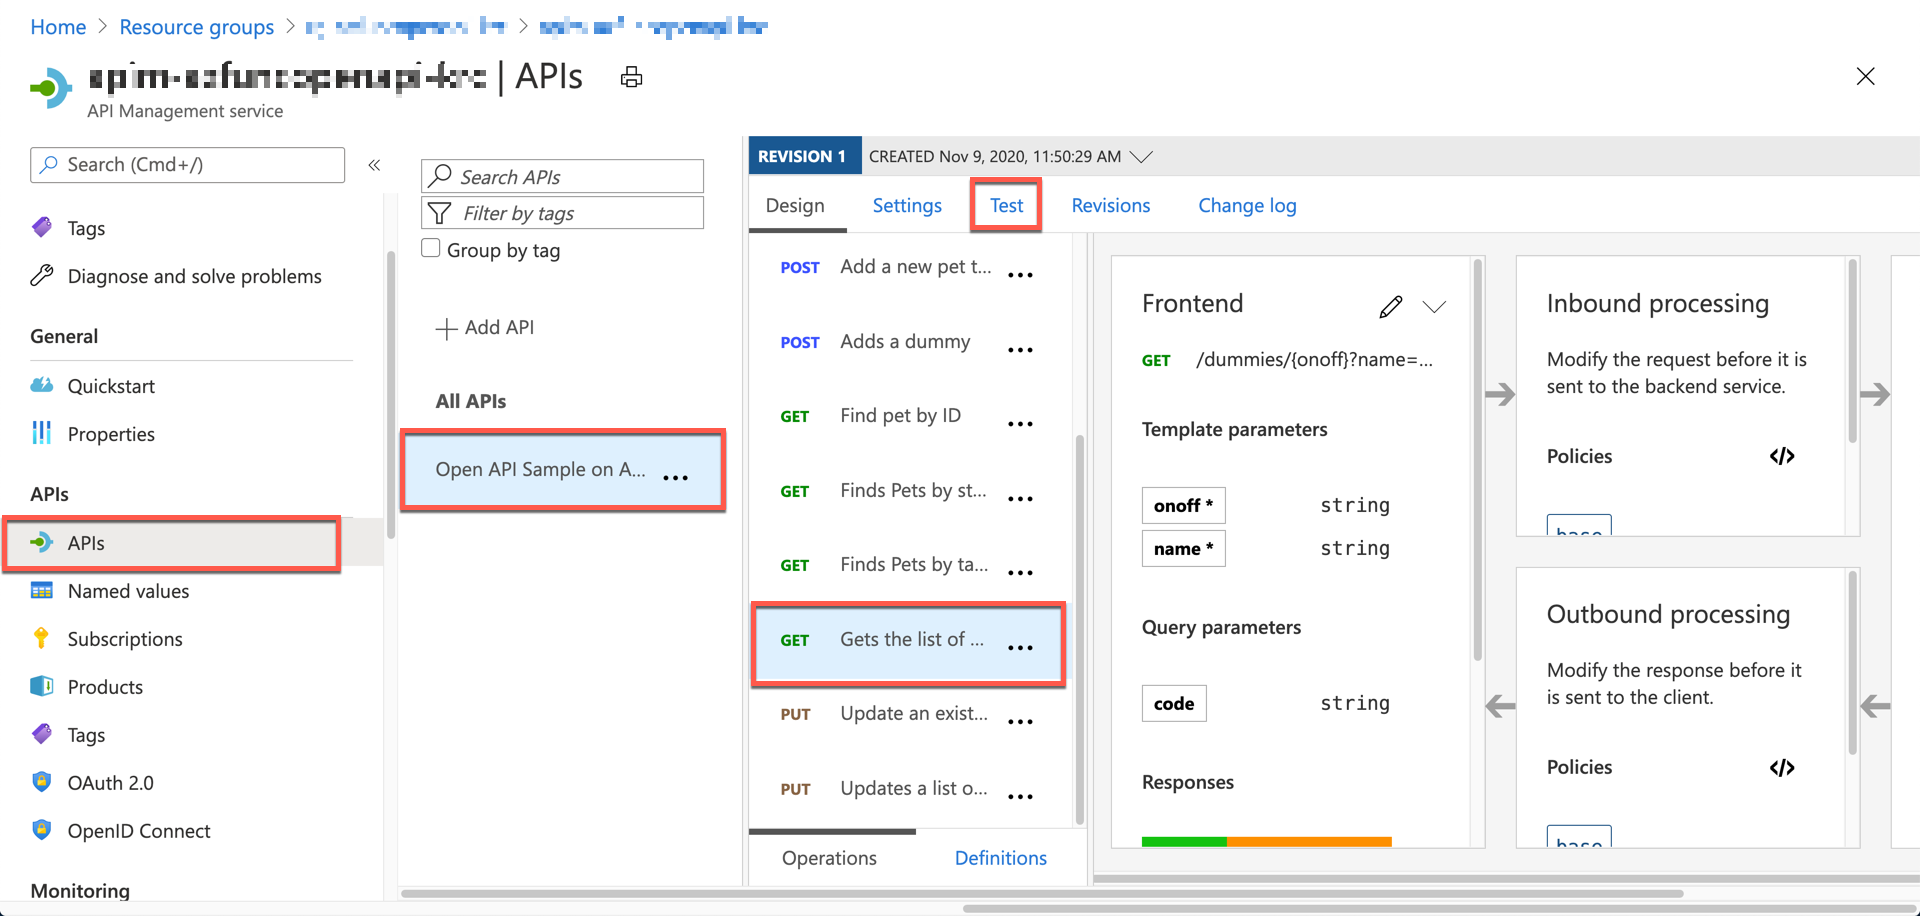 Home > Resource groups > >
| APIs
API Management service
Search (Cmd+/)
«
Tags
Diagnose and solve problems
General
Quickstart
Properties
APIs
APIs
Named values
Subscriptions
Products
Tags
OAuth 2.0
OpenID Connect
Monitoring
Search APIs
Filter by tags
Group by tag
+ Add API
All APIs
Open API Sample on A... ...
REVISION 1 CREATED Nov 9, 2020, 11:50:29 AM
Design Settings Test Revisions Change log
POST Add a new pet t... ...
POST Adds a dummy ...
GET Find pet by ID ...
GET Finds Pets by st... ...
GET Finds Pets by ta... ...
GET Gets the list of ... ...
PUT Update an exist... ...
PUT Updates a list o... ...
Operations Definitions
Frontend
GET /dummies/{onoff}?name=...
Template parameters
onoff * string
name * string
Query parameters
code string
Responses
Inbound processing
Modify the request before it is
sent to the backend service.
Policies </>
base
Outbound processing
Modify the response before it
is sent to the client.
Policies </>
base